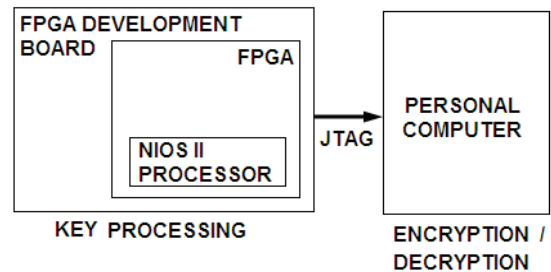 FPGA DEVELOPMENT
BOARD
FPGA
NIOS II
PROCESSOR
KEY PROCESSING
JTAG
PERSONAL
COMPUTER
ENCRYPTION /
DECRYPTION